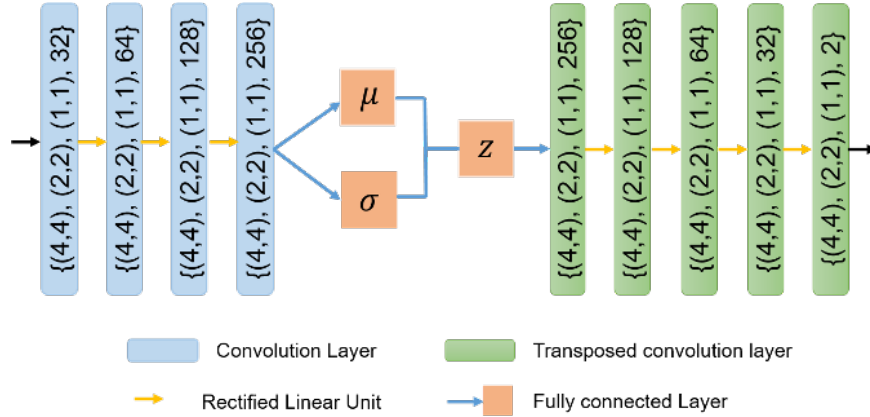 {(4,4), (2,2), (1,1), 32}
{(4,4), (2,2), (1,1), 64}
{(4,4), (2,2), (1,1), 128}
{(4,4), (2,2), (1,1), 256}
μ
σ
z
{(4,4), (2,2), (1,1), 256}
{(4,4), (2,2), (1,1), 128}
{(4,4), (2,2), (1,1), 64}
{(4,4), (2,2), (1,1), 32}
{(4,4), (2,2), (1,1), 2}
Convolution Layer
Transposed convolution layer
Rectified Linear Unit
Fully connected Layer